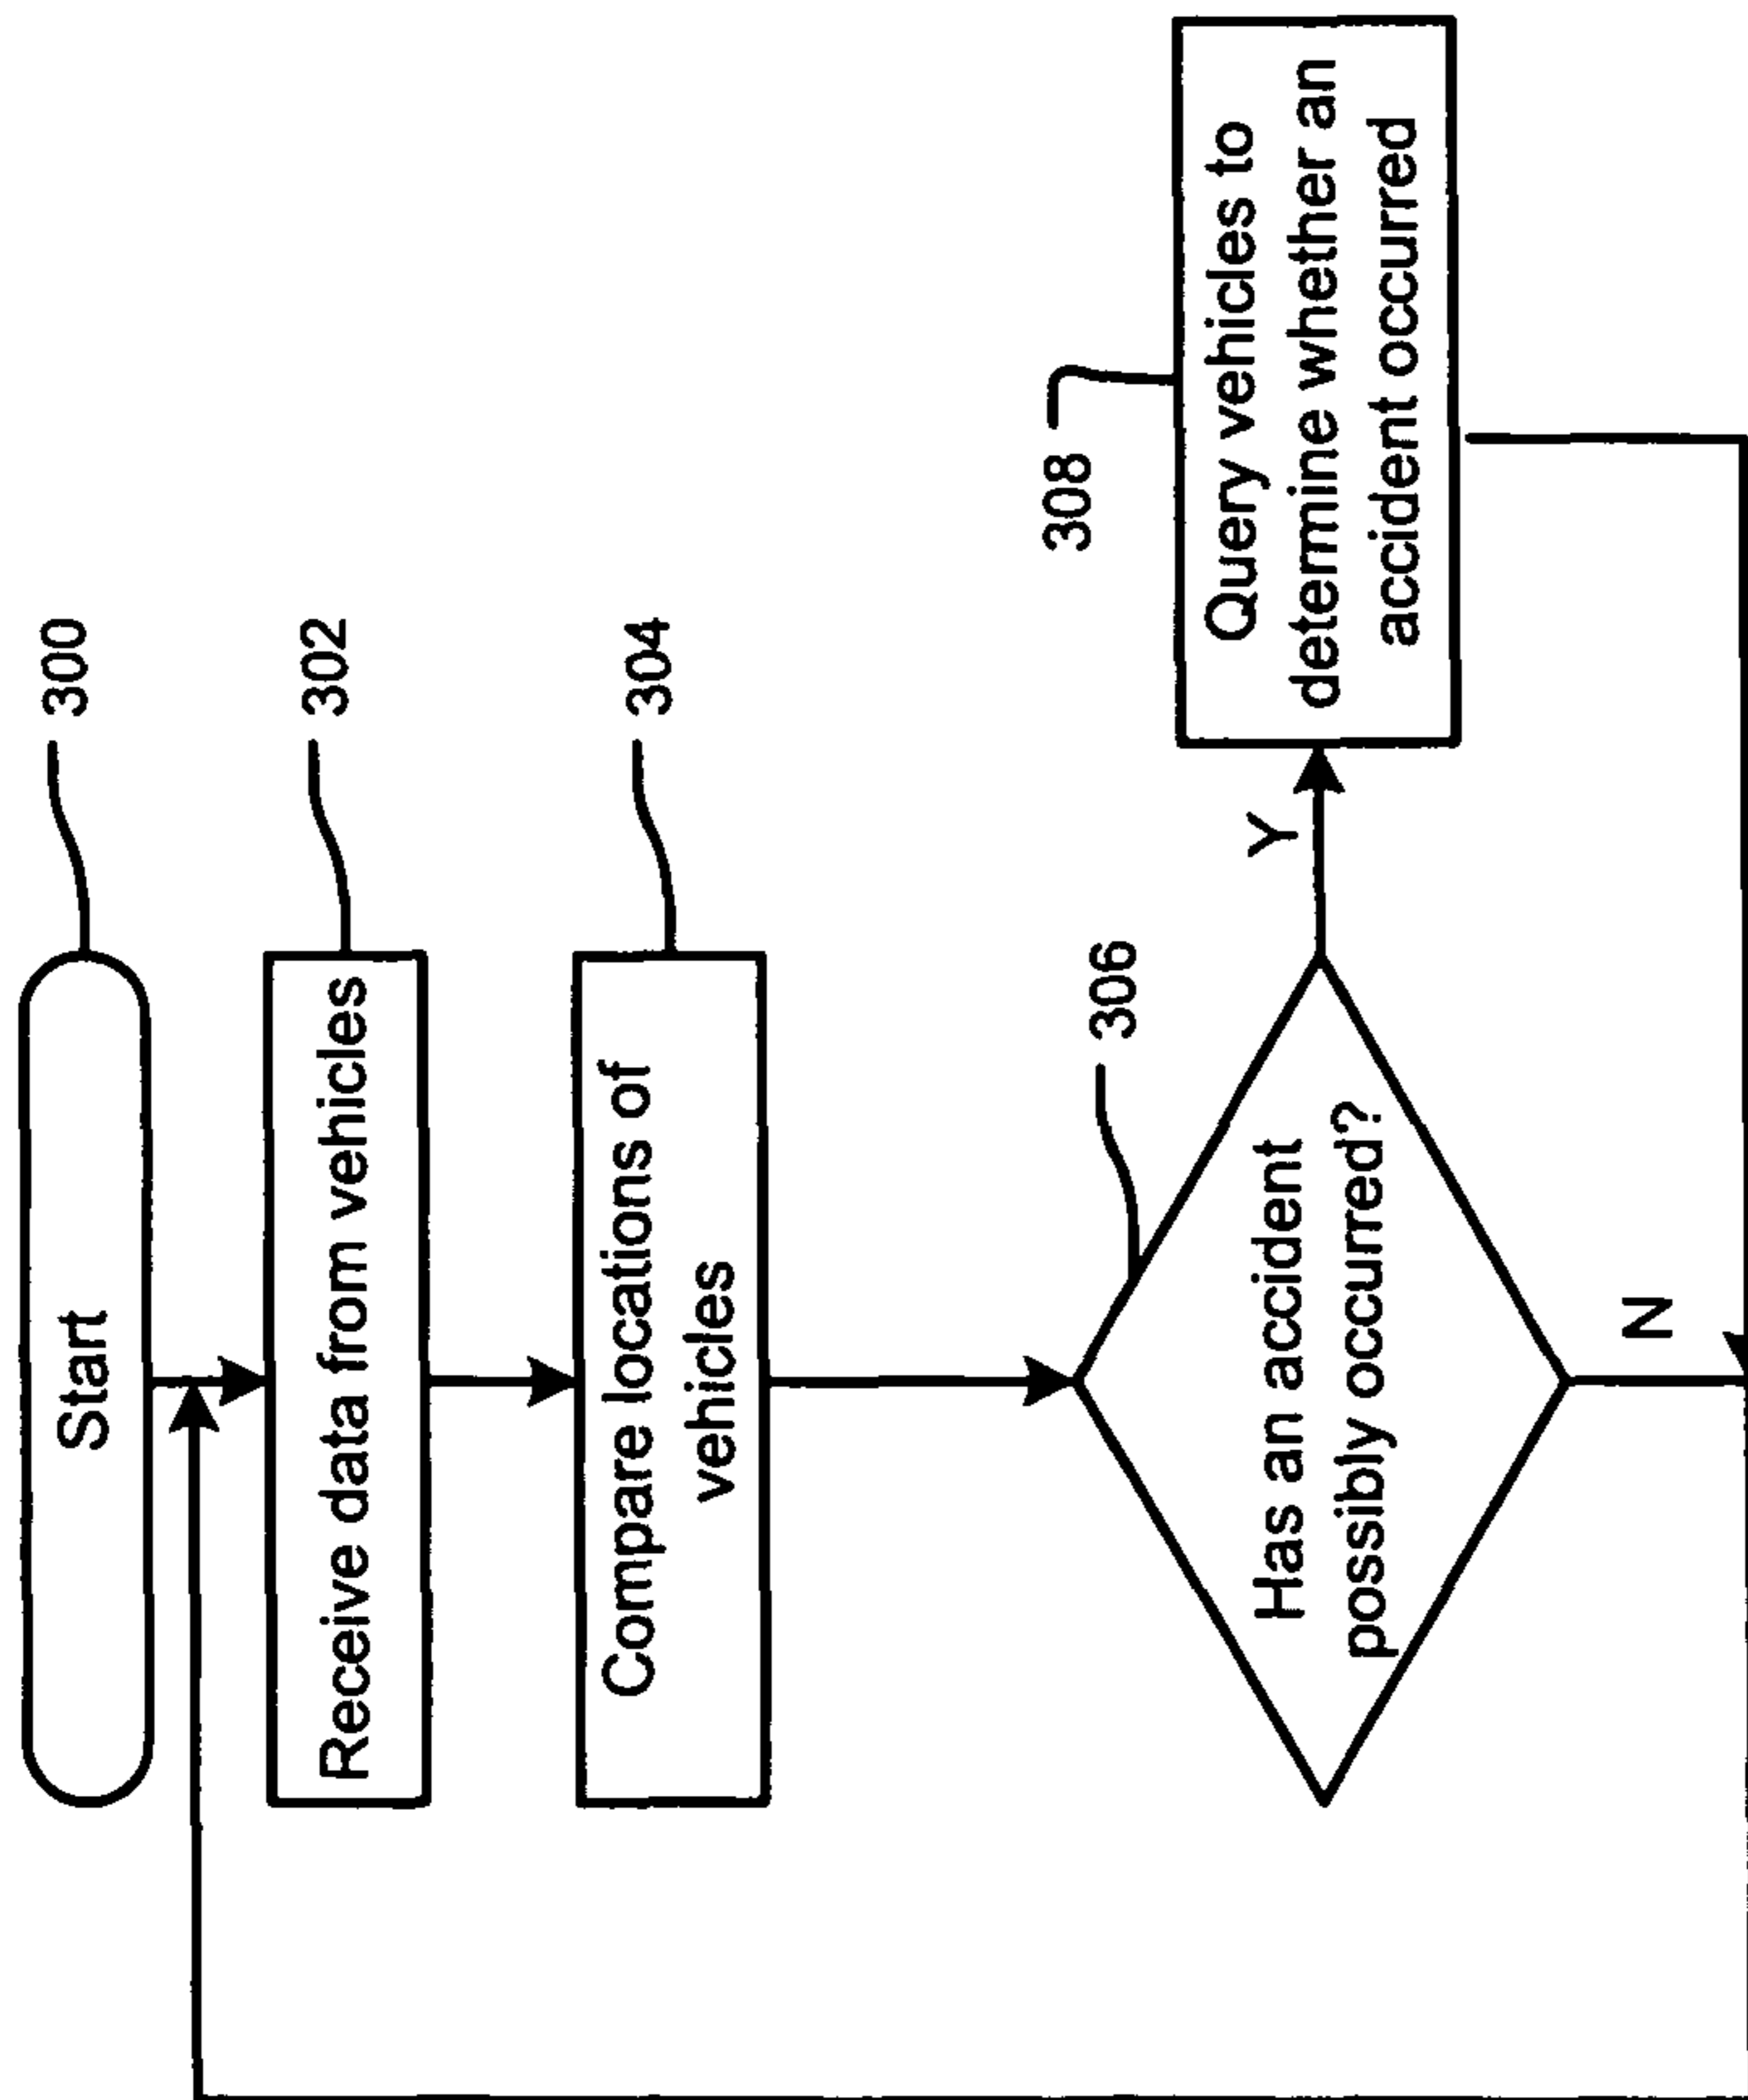 Start
300
Receive data from vehicles
302
Compare locations of
vehicles
304
Has an accident
possibly occurred?
306
Y
N
Query vehicles to
determine whether an
accident occurred
308